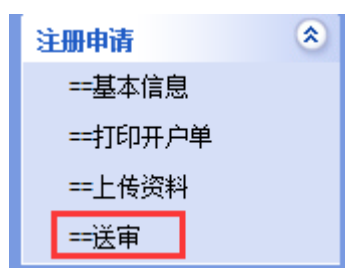 注册申请
==基本信息
==打印开户单
==上传资料
==送审